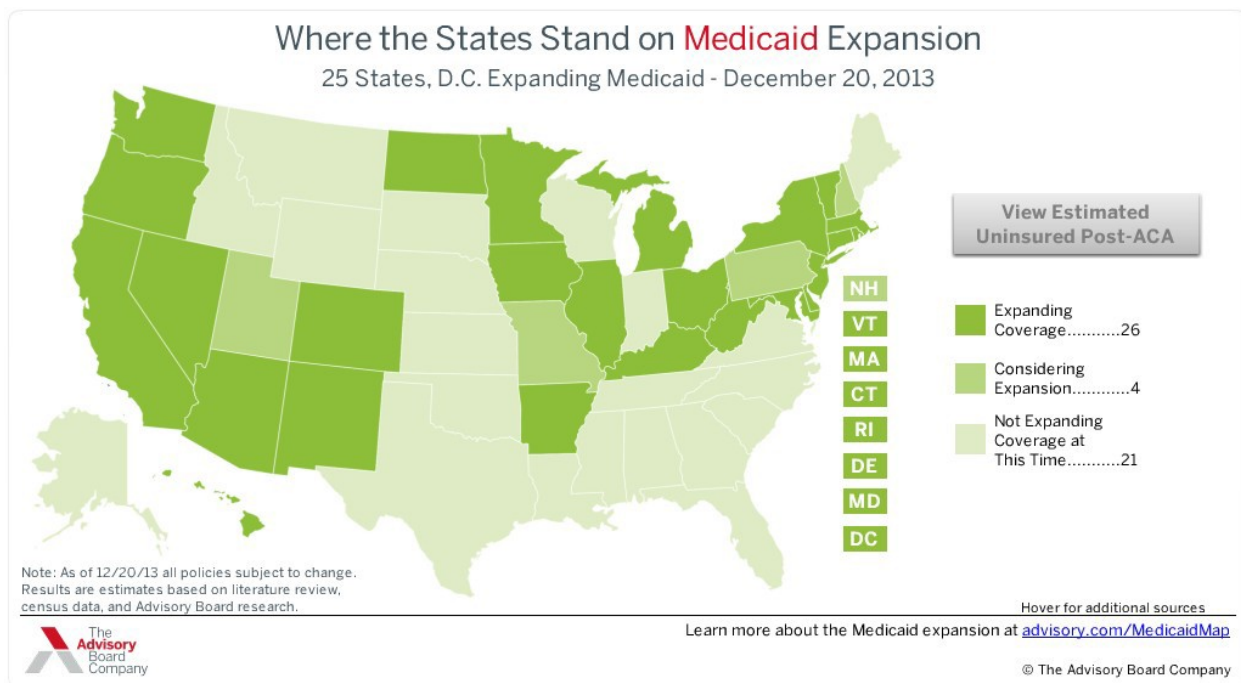 Where the States Stand on Medicaid Expansion
25 States, D.C. Expanding Medicaid - December 20, 2013
View Estimated
Uninsured Post-ACA
NH
VT
MA
CT
RI
DE
MD
DC
Expanding
Coverage...........26
Considering
Expansion............4
Not Expanding
Coverage at
This Time...........21
Note: As of 12/20/13 all policies subject to change.
Results are estimates based on literature review,
census data, and Advisory Board research.
Hover for additional sources
The
Advisory
Board
Company
Learn more about the Medicaid expansion at advisory.com/MedicaidMap
© The Advisory Board Company